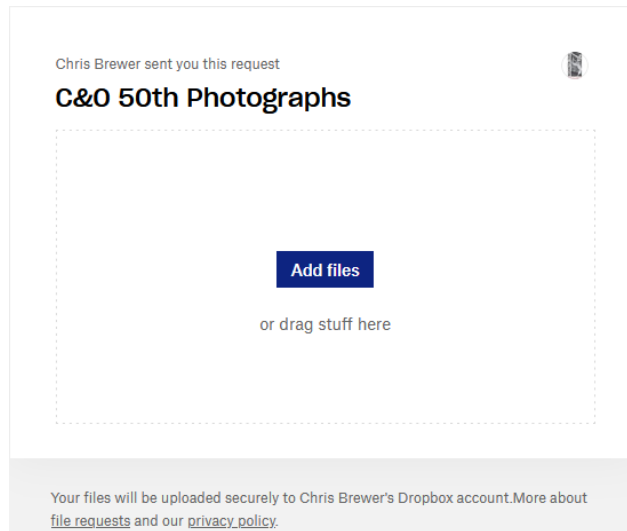 Chris Brewer sent you this request
C&O 50th Photographs
Add files
or drag stuff here
Your files will be uploaded securely to Chris Brewer's Dropbox account.More about
file requests and our privacy policy.